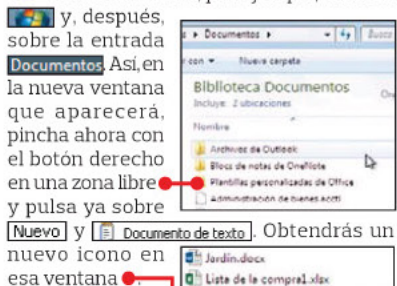 y, después,
sobre la entrada
Documentos. Así, en
la nueva ventana
que aparecerá,
pincha ahora con
el botón derecho
en una zona libre
y pulsa ya sobre
Nuevo y Documento de texto. Obtendrás un
nuevo icono en
esa ventana
Documentos
Nueva carpeta
Biblioteca Documentos
Incluye: 2 ubicaciones
Nombre
Archivos de Outlook
Blocs de notas de OneNote
Plantillas personalizadas de Office
Administración de bienes.accdb
Jardín.docx
Lista de la compra1.xlsx